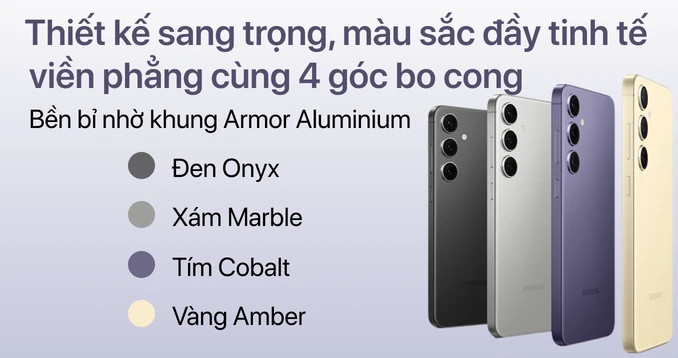 Thiết kế sang trọng, màu sắc đầy tinh tế
viền phẳng cùng 4 góc bo cong
Bền bỉ nhờ khung Armor Aluminium
Đen Onyx
Xám Marble
Tím Cobalt
Vàng Amber